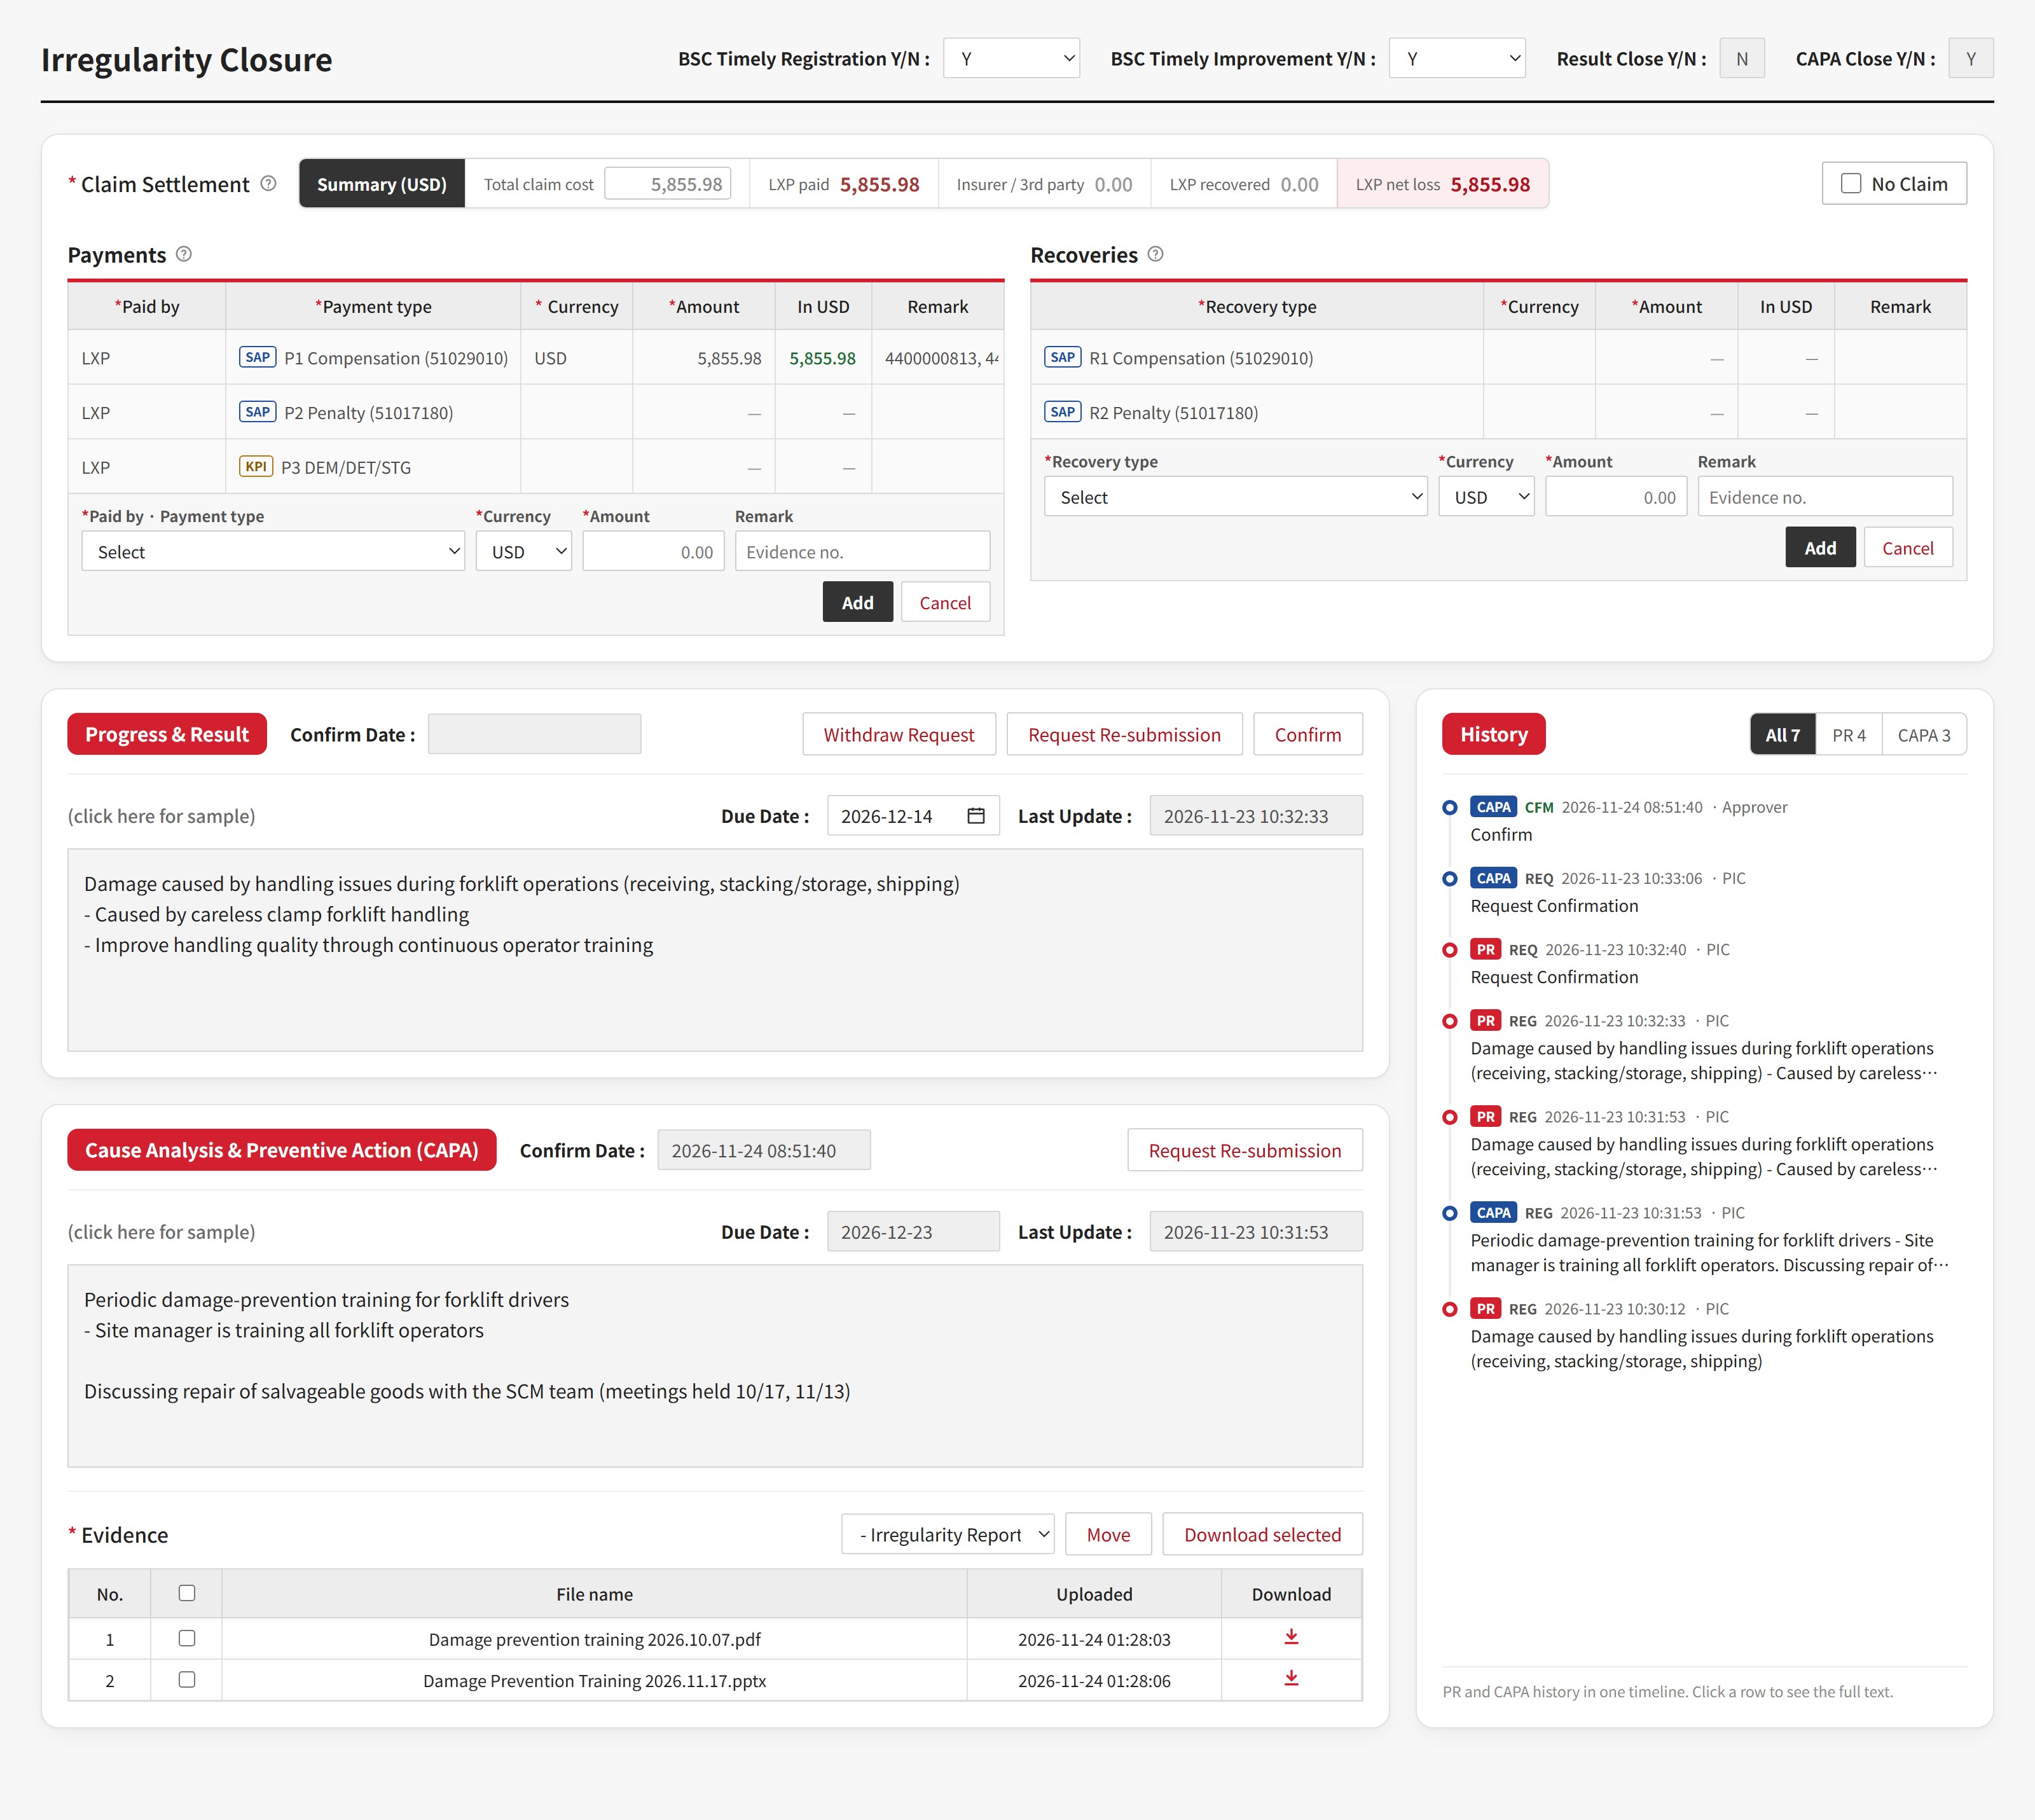 Irregularity Closure
BSC Timely Registration Y/N : Y
BSC Timely Improvement Y/N : Y
Result Close Y/N : N
CAPA Close Y/N : Y
* Claim Settlement ?
Summary (USD)
Total claim cost 5,855.98
LXP paid 5,855.98
Insurer / 3rd party 0.00
LXP recovered 0.00
LXP net loss 5,855.98
No Claim
Payments ?
*Paid by *Payment type * Currency *Amount In USD Remark
LXP SAP P1 Compensation (51029010) USD 5,855.98 5,855.98 4400000813, 44
LXP SAP P2 Penalty (51017180) — —
LXP KPI P3 DEM/DET/STG — —
*Paid by · Payment type *Currency *Amount Remark
Select USD 0.00 Evidence no.
Add Cancel
Recoveries ?
*Recovery type *Currency *Amount In USD Remark
SAP R1 Compensation (51029010) — —
SAP R2 Penalty (51017180) — —
*Recovery type *Currency *Amount Remark
Select USD 0.00 Evidence no.
Add Cancel
Progress & Result
Confirm Date :
Withdraw Request Request Re-submission Confirm
(click here for sample)
Due Date : 2026-12-14
Last Update : 2026-11-23 10:32:33
Damage caused by handling issues during forklift operations (receiving, stacking/storage, shipping)
- Caused by careless clamp forklift handling
- Improve handling quality through continuous operator training
Cause Analysis & Preventive Action (CAPA)
Confirm Date : 2026-11-24 08:51:40
Request Re-submission
(click here for sample)
Due Date : 2026-12-23
Last Update : 2026-11-23 10:31:53
Periodic damage-prevention training for forklift drivers
- Site manager is training all forklift operators
Discussing repair of salvageable goods with the SCM team (meetings held 10/17, 11/13)
* Evidence
- Irregularity Report Move Download selected
No. File name Uploaded Download
1 Damage prevention training 2026.10.07.pdf 2026-11-24 01:28:03
2 Damage Prevention Training 2026.11.17.pptx 2026-11-24 01:28:06
History
All 7 PR 4 CAPA 3
CAPA CFM 2026-11-24 08:51:40 · Approver
Confirm
CAPA REQ 2026-11-23 10:33:06 · PIC
Request Confirmation
PR REQ 2026-11-23 10:32:40 · PIC
Request Confirmation
PR REG 2026-11-23 10:32:33 · PIC
Damage caused by handling issues during forklift operations
(receiving, stacking/storage, shipping) - Caused by careless…
PR REG 2026-11-23 10:31:53 · PIC
Damage caused by handling issues during forklift operations
(receiving, stacking/storage, shipping) - Caused by careless…
CAPA REG 2026-11-23 10:31:53 · PIC
Periodic damage-prevention training for forklift drivers - Site
manager is training all forklift operators. Discussing repair of…
PR REG 2026-11-23 10:30:12 · PIC
Damage caused by handling issues during forklift operations
(receiving, stacking/storage, shipping)
PR and CAPA history in one timeline. Click a row to see the full text.